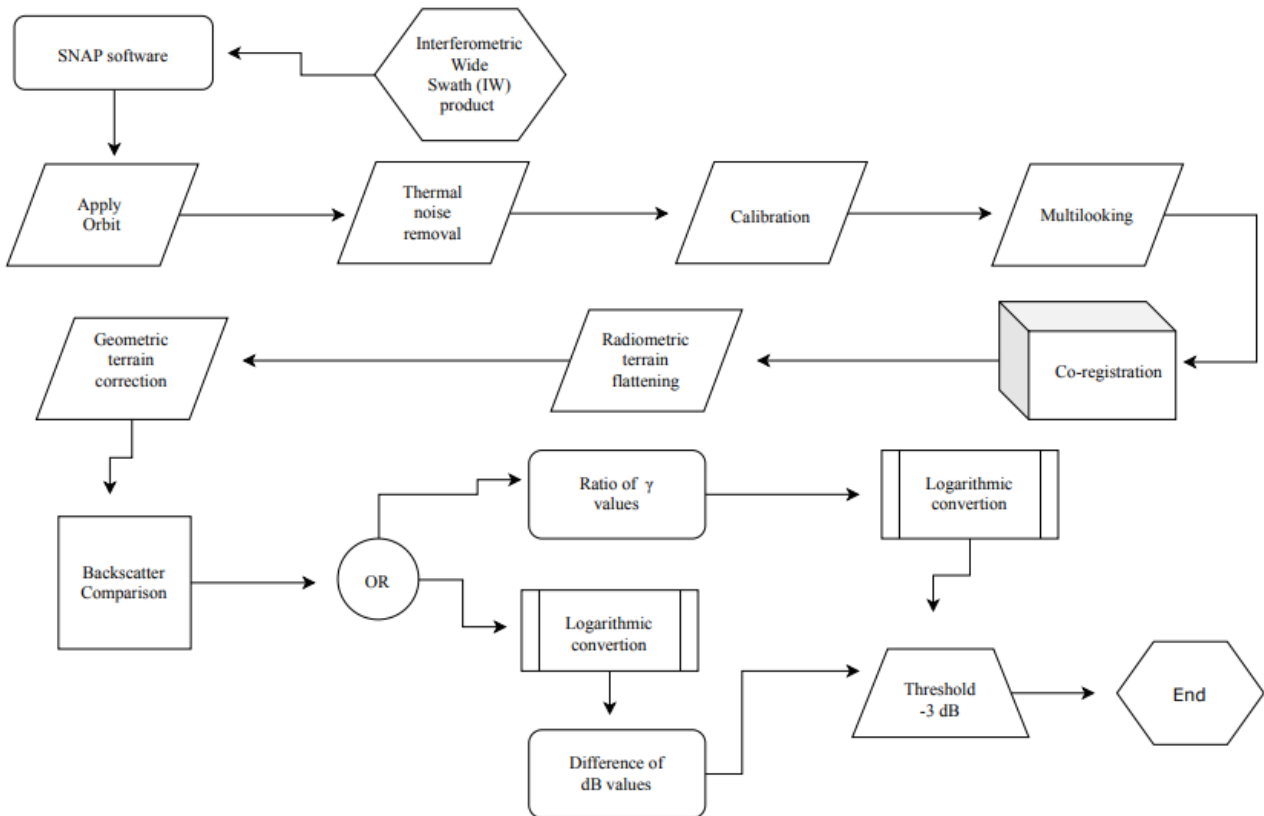 SNAP software
Interferometric
Wide
Swath (IW)
product
Apply
Orbit
Thermal
noise
removal
Calibration
Multilooking
Geometric
terrain
correction
Radiometric
terrain
flattening
Co-registration
Backscatter
Comparison
OR
Ratio of γ
values
Logarithmic
convertion
Logarithmic
convertion
Difference of
dB values
Threshold
-3 dB
End